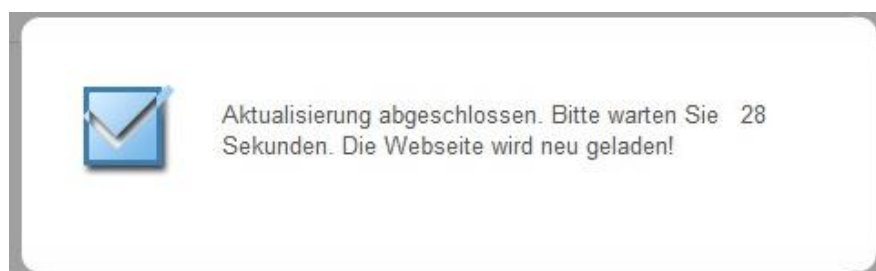 Aktualisierung abgeschlossen. Bitte warten Sie 28
Sekunden. Die Webseite wird neu geladen!